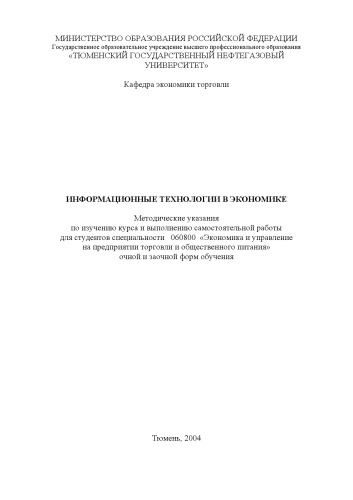 МИНИСТЕРСТВО ОБРАЗОВАНИЯ РОССИЙСКОЙ ФЕДЕРАЦИИ
Государственное образовательное учреждение высшего профессионального образования
«ТЮМЕНСКИЙ ГОСУДАРСТВЕННЫЙ НЕФТЕГАЗОВЫЙ
УНИВЕРСИТЕТ»
Кафедра экономики торговли
ИНФОРМАЦИОННЫЕ ТЕХНОЛОГИИ В ЭКОНОМИКЕ
Методические указания
по изучению курса и выполнению самостоятельной работы
для студентов специальности 060800 «Экономика и управление
на предприятии торговли и общественного питания»
очной и заочной форм обучения
Тюмень, 2004